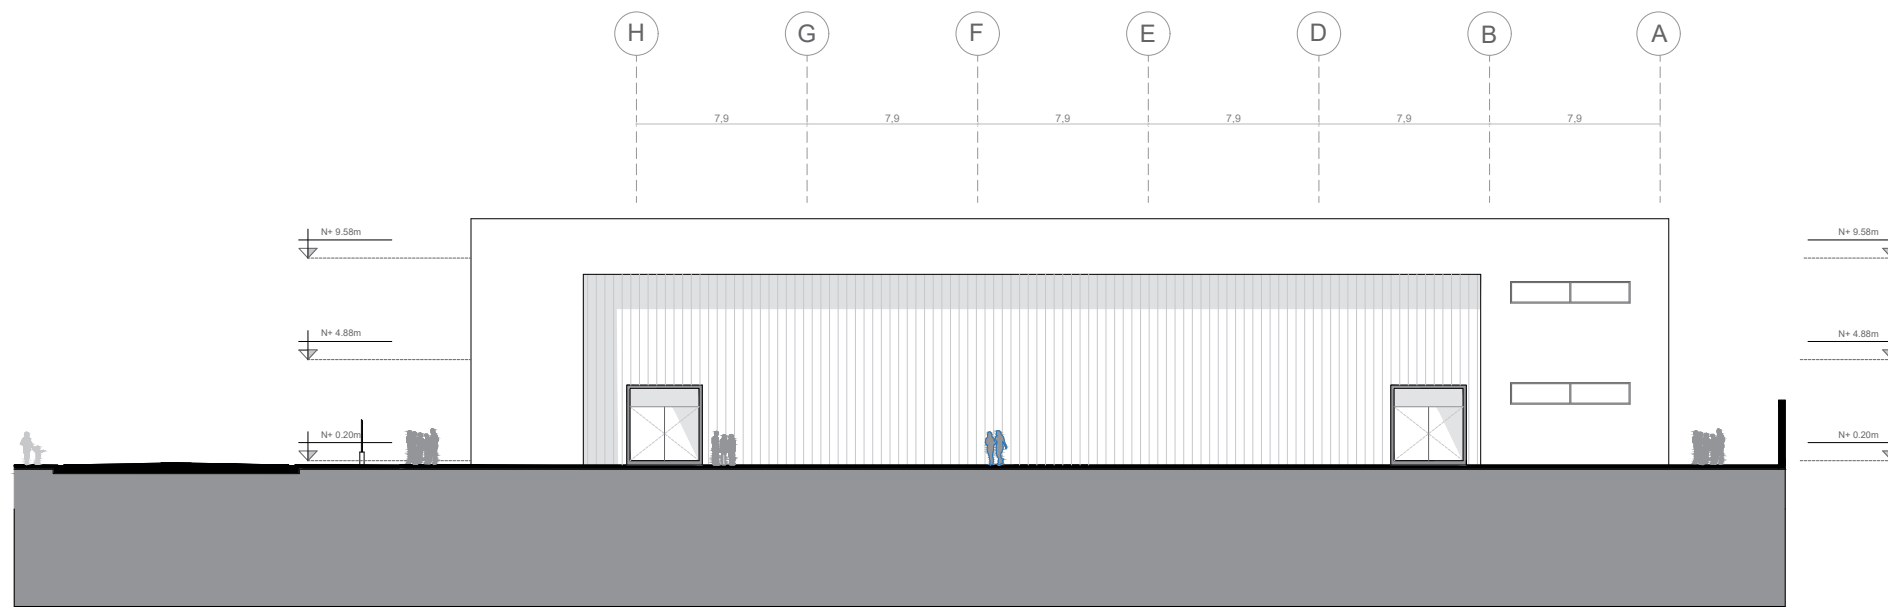 H G F E D B A
7,9 7,9 7,9 7,9 7,9 7,9
N+ 9.58m N+ 9.58m
N+ 4.88m N+ 4.88m
N+ 0.20m N+ 0.20m